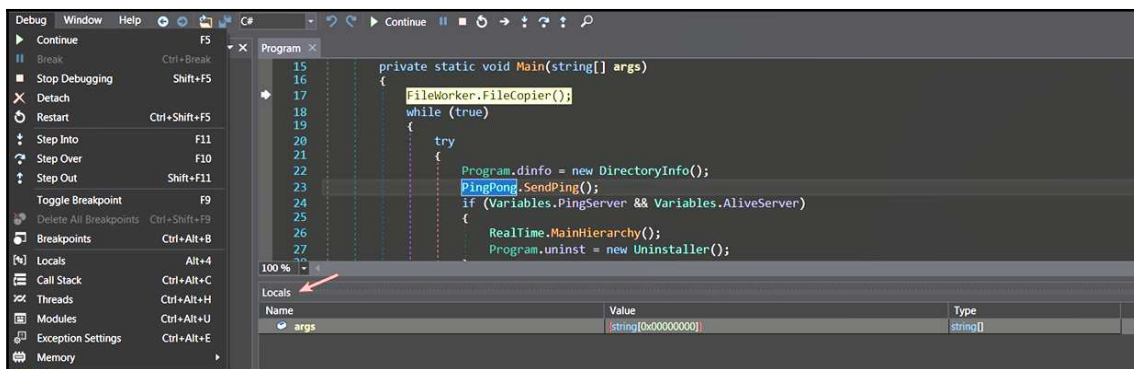 Debug Window Help C# Continue
Continue F5
Break Ctrl+Break
Stop Debugging Shift+F5
Detach
Restart Ctrl+Shift+F5
Step Into F11
Step Over F10
Step Out Shift+F11
Toggle Breakpoint F9
Delete All Breakpoints Ctrl+Shift+F9
Breakpoints Ctrl+Alt+B
Locals Alt+4
Call Stack Ctrl+Alt+C
Threads Ctrl+Alt+H
Modules Ctrl+Alt+U
Exception Settings Ctrl+Alt+E
Memory
Program
15 private static void Main(string[] args)
16 {
17 FileWorker.FileCopier();
18 while (true)
19 {
20 try
21 {
22 Program.dinfo = new DirectoryInfo();
23 PingPong.SendPing();
24 if (Variables.PingServer && Variables.AliveServer)
25 {
26 RealTime.MainHierarchy();
27 Program.uninst = new Uninstaller();
100 %
Locals
Name Value Type
args {string[0x00000000]} string[]